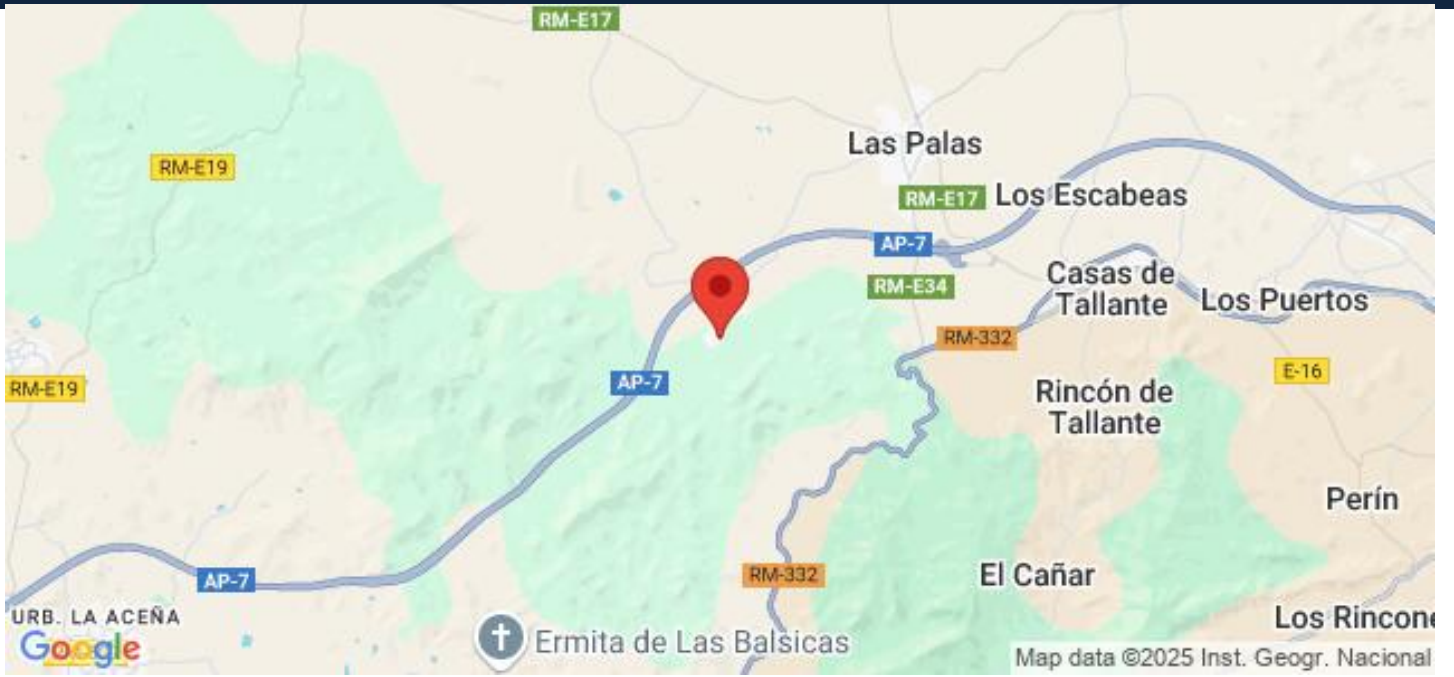 RM-E17
Las Palas
RM-E19
RM-E17
Los Escabeas
AP-7
Casas de
Tallante
RM-E34
Los Puertos
RM-332
AP-7
E-16
RM-E19
Rincón de
Tallante
Perín
AP-7
RM-332
El Cañar
URB. LA ACEÑA
Los Rincone
Google
Ermita de Las Balsicas
Map data ©2025 Inst. Geogr. Nacional